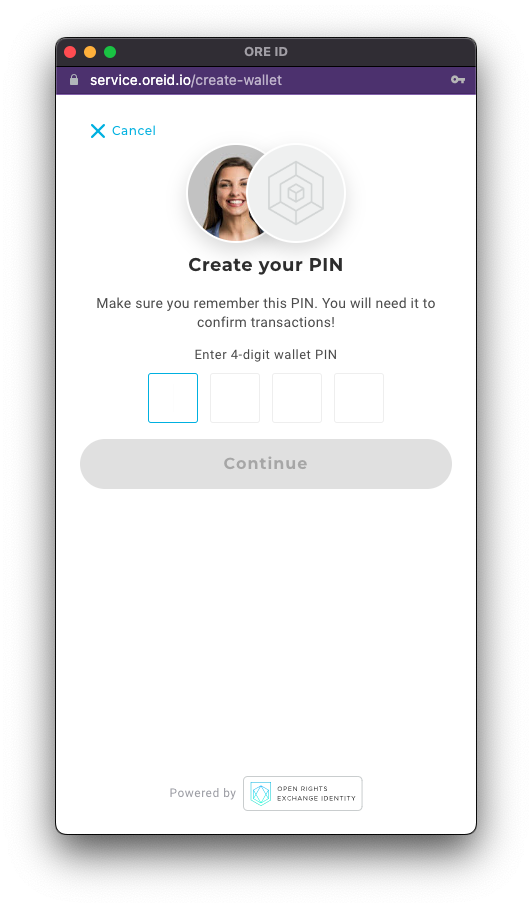 ORE ID
service.oreid.io/create-wallet
Cancel
Create your PIN
Make sure you remember this PIN. You will need it to
confirm transactions!
Enter 4-digit wallet PIN
Continue
Powered by
OPEN RIGHTS
EXCHANGE IDENTITY